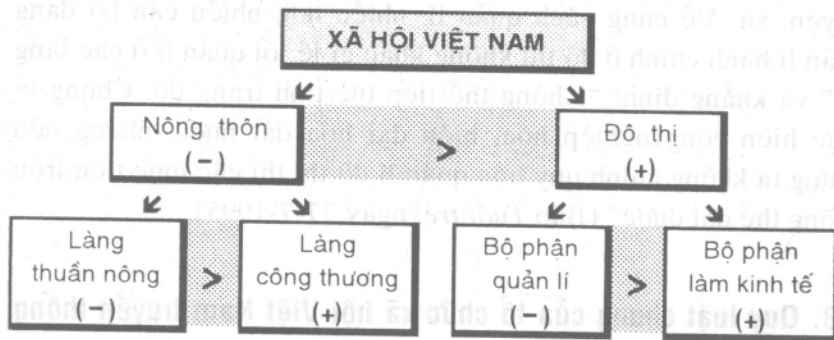 XÃ HỘI VIỆT NAM
Nông thôn
(−)
>
Đô thị
(+)
Làng
thuần nông
(−)
>
Làng
công thương
(+)
Bộ phận
quản lí
(−)
>
Bộ phận
làm kinh tế
(+)